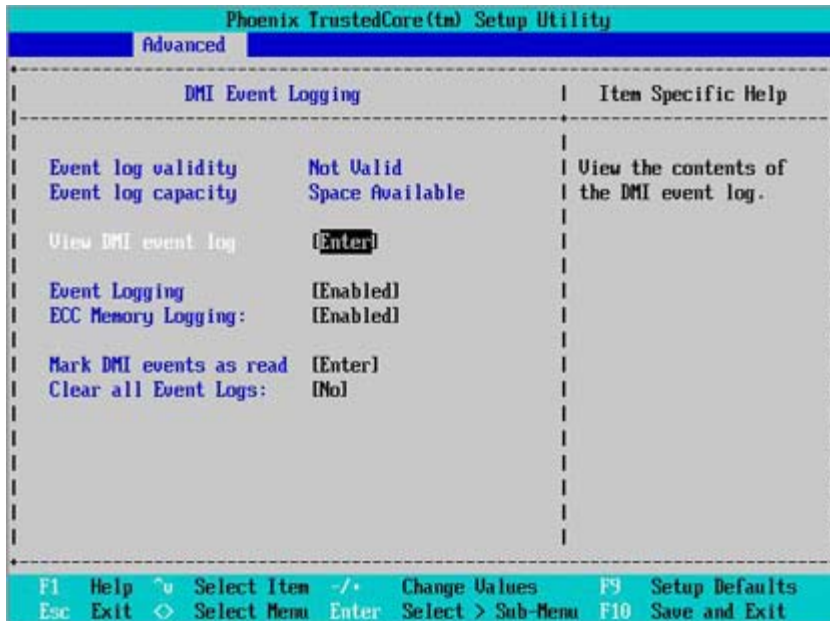 Phoenix TrustedCore(tm) Setup Utility
Advanced
DMI Event Logging
Item Specific Help
Event log validity Not Valid
Event log capacity Space Available
View the contents of
the DMI event log.
View DMI event log [Enter]
Event Logging [Enabled]
ECC Memory Logging: [Enabled]
Mark DMI events as read [Enter]
Clear all Event Logs: [No]
F1 Help ^v Select Item -/+ Change Values F9 Setup Defaults
Esc Exit <> Select Menu Enter Select > Sub-Menu F10 Save and Exit